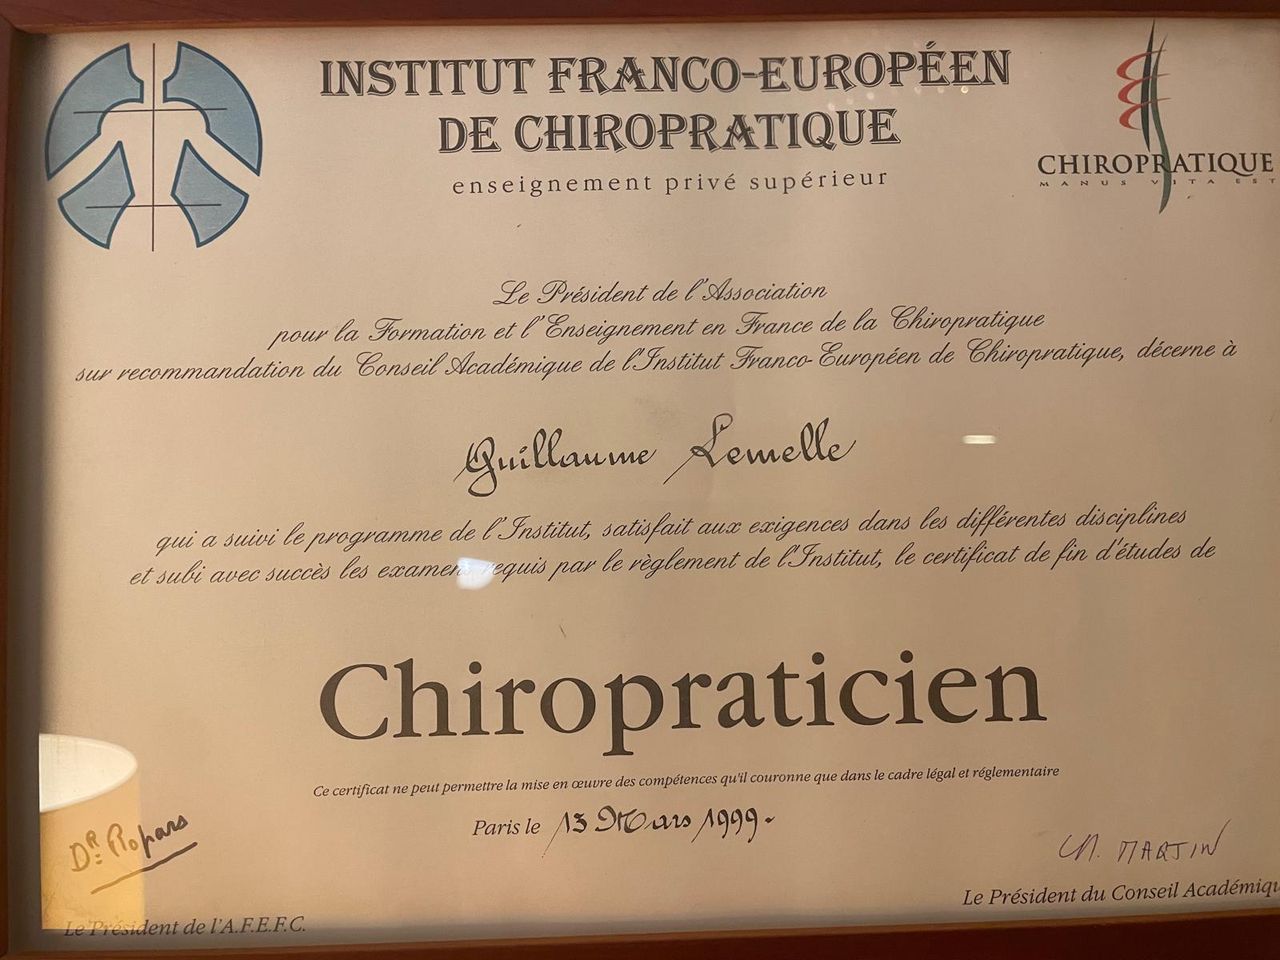 INSTITUT FRANCO-EUROPÉEN
DE CHIROPRATIQUE
enseignement privé supérieur
CHIROPRATIQUE
MANUS VITA EST
Le Président de l'Association
pour la Formation et l'Enseignement en France de la Chiropratique
sur recommandation du Conseil Académique de l'Institut Franco-Européen de Chiropratique, décerne à
Guillaume Lemelle
qui a suivi le programme de l'Institut, satisfait aux exigences dans les différentes disciplines
et subi avec succès les examens requis par le règlement de l'Institut, le certificat de fin d'études de
Chiropraticien
Ce certificat ne peut permettre la mise en œuvre des compétences qu'il couronne que dans le cadre légal et réglementaire
Paris le 13 Mars 1999.
DR Ropars
Le Président de l'A.F.E.F.C.
MARTIN
Le Président du Conseil Académiqu